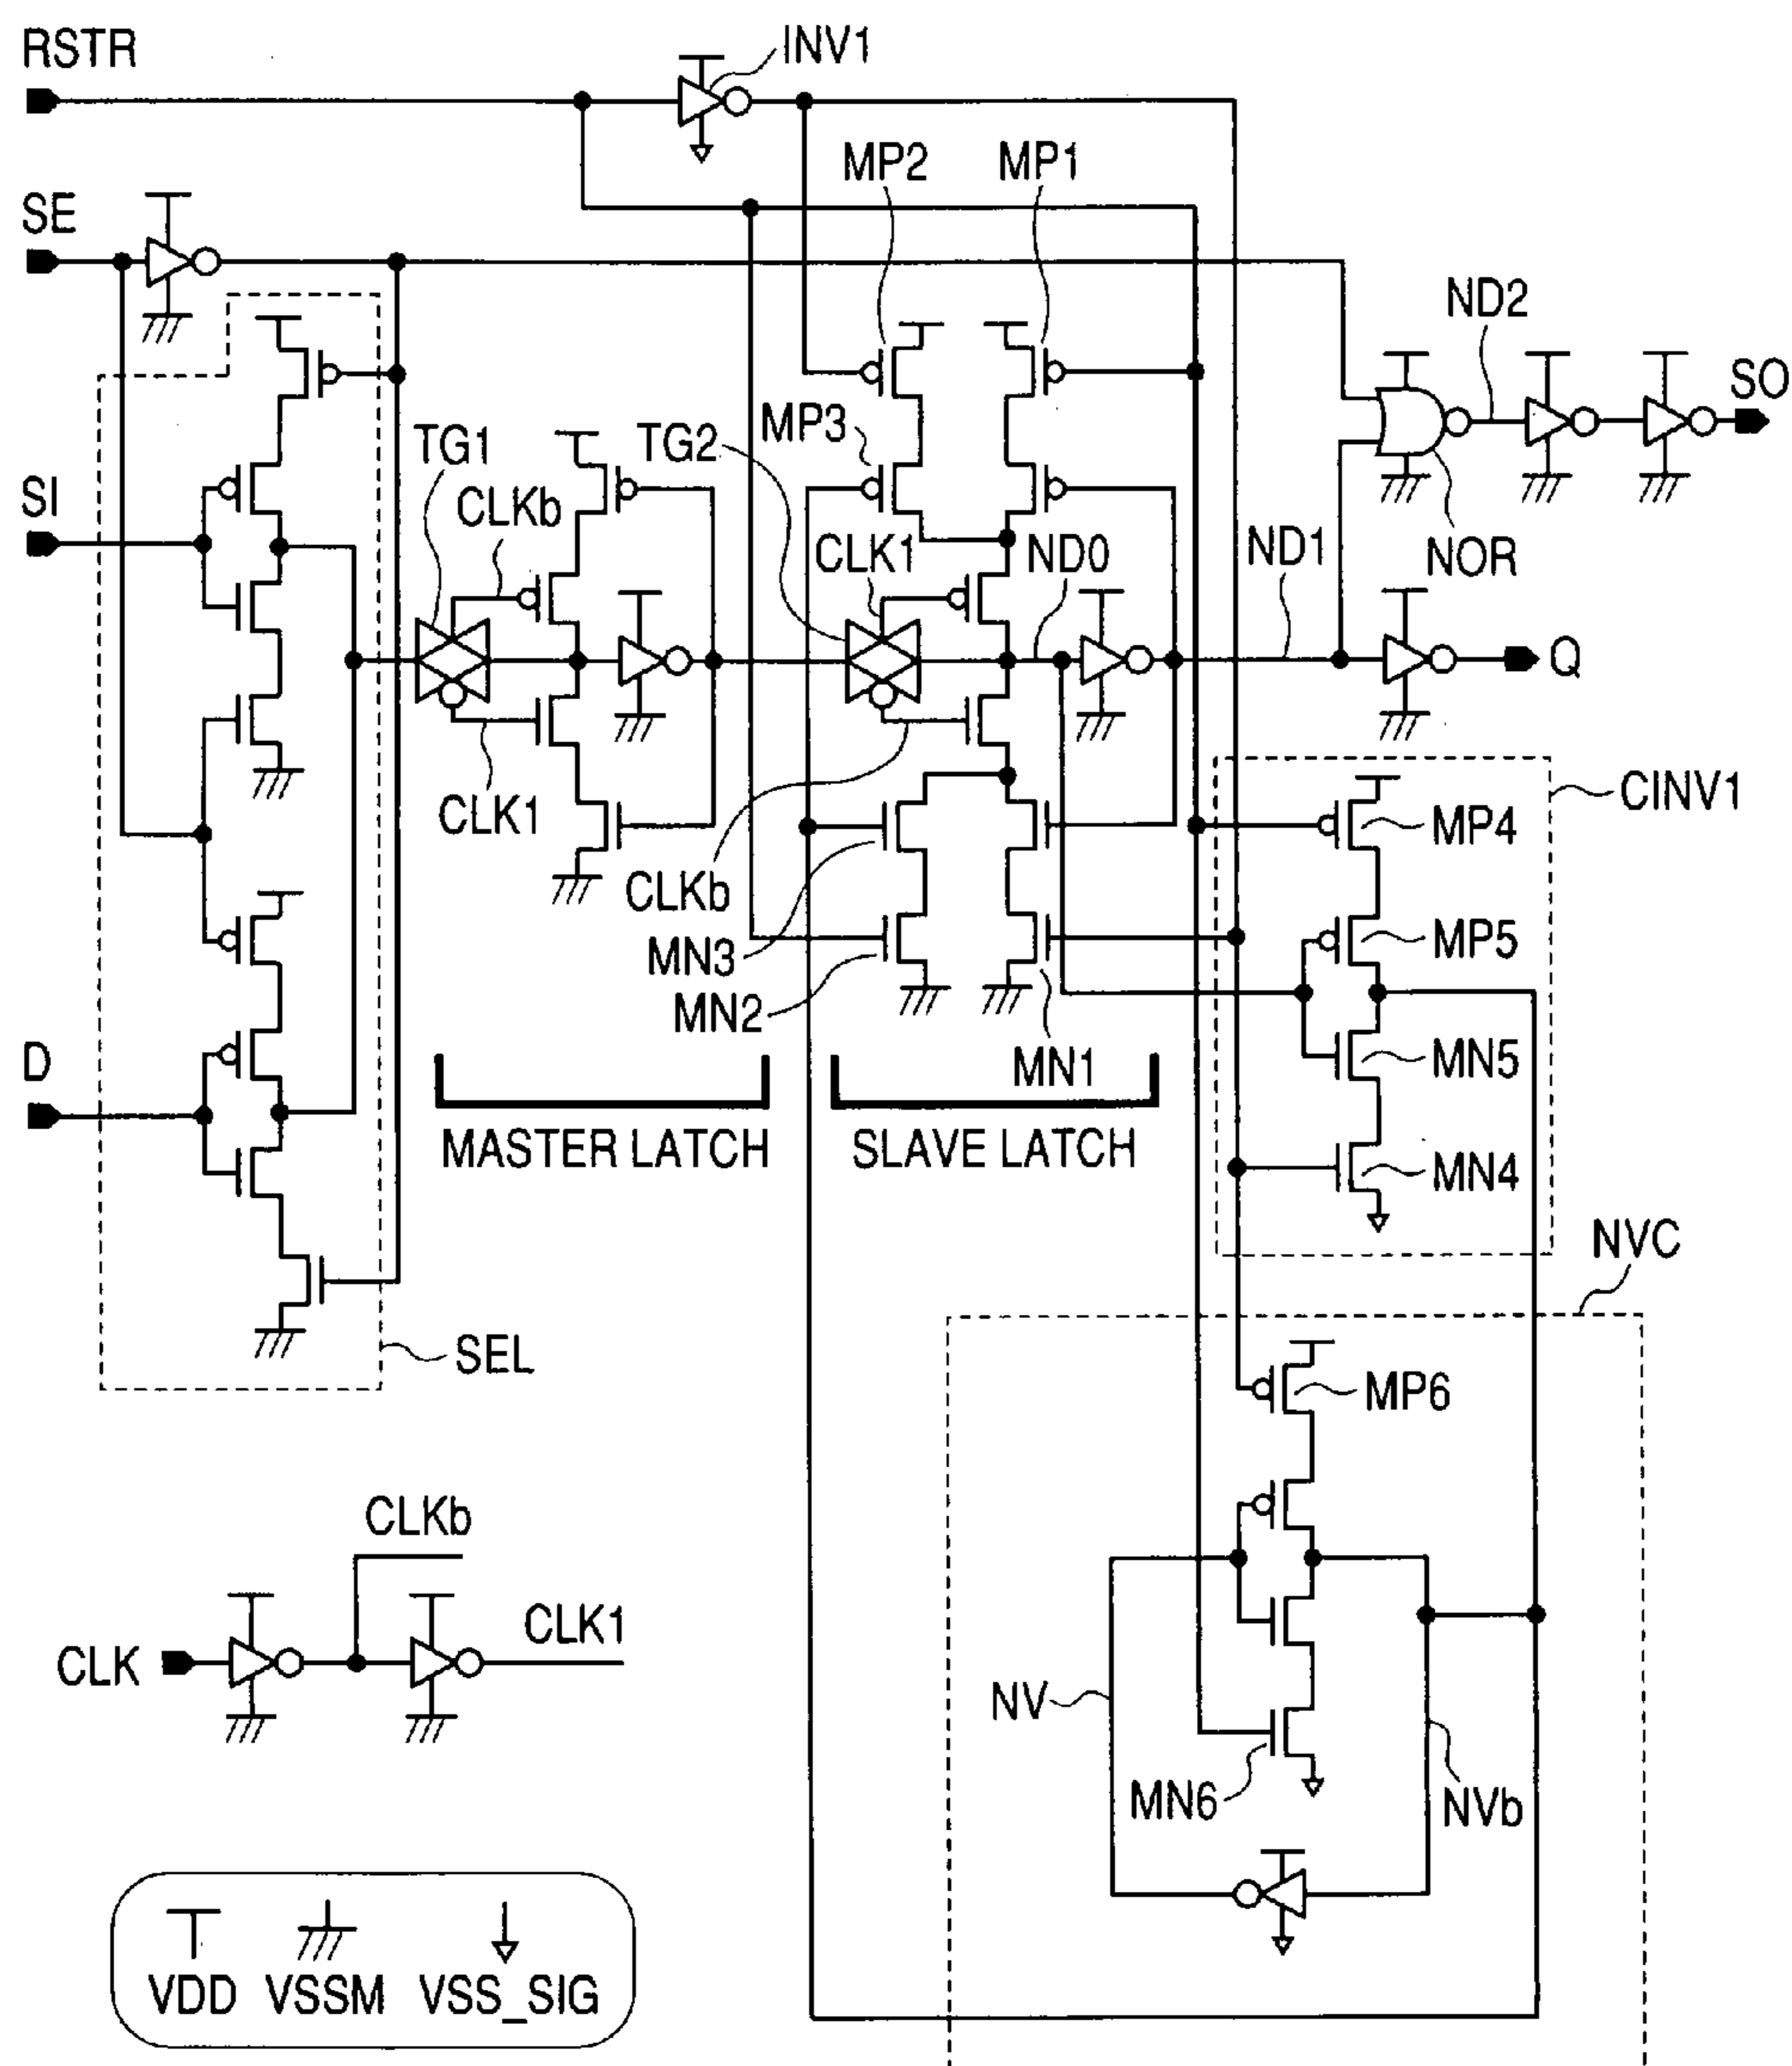 RSTR
INV1
MP2
MP1
SE
ND2
SO
MP3
TG1
TG2
CLKb
SI
CLK1
ND0
ND1
NOR
Q
CINV1
CLK1
MP4
CLKb
MN3
MP5
MN2
D
MN1
MN5
MASTER LATCH
SLAVE LATCH
MN4
NVC
SEL
MP6
CLKb
CLK
CLK1
NV
MN6
NVb
VDD VSSM VSS_SIG